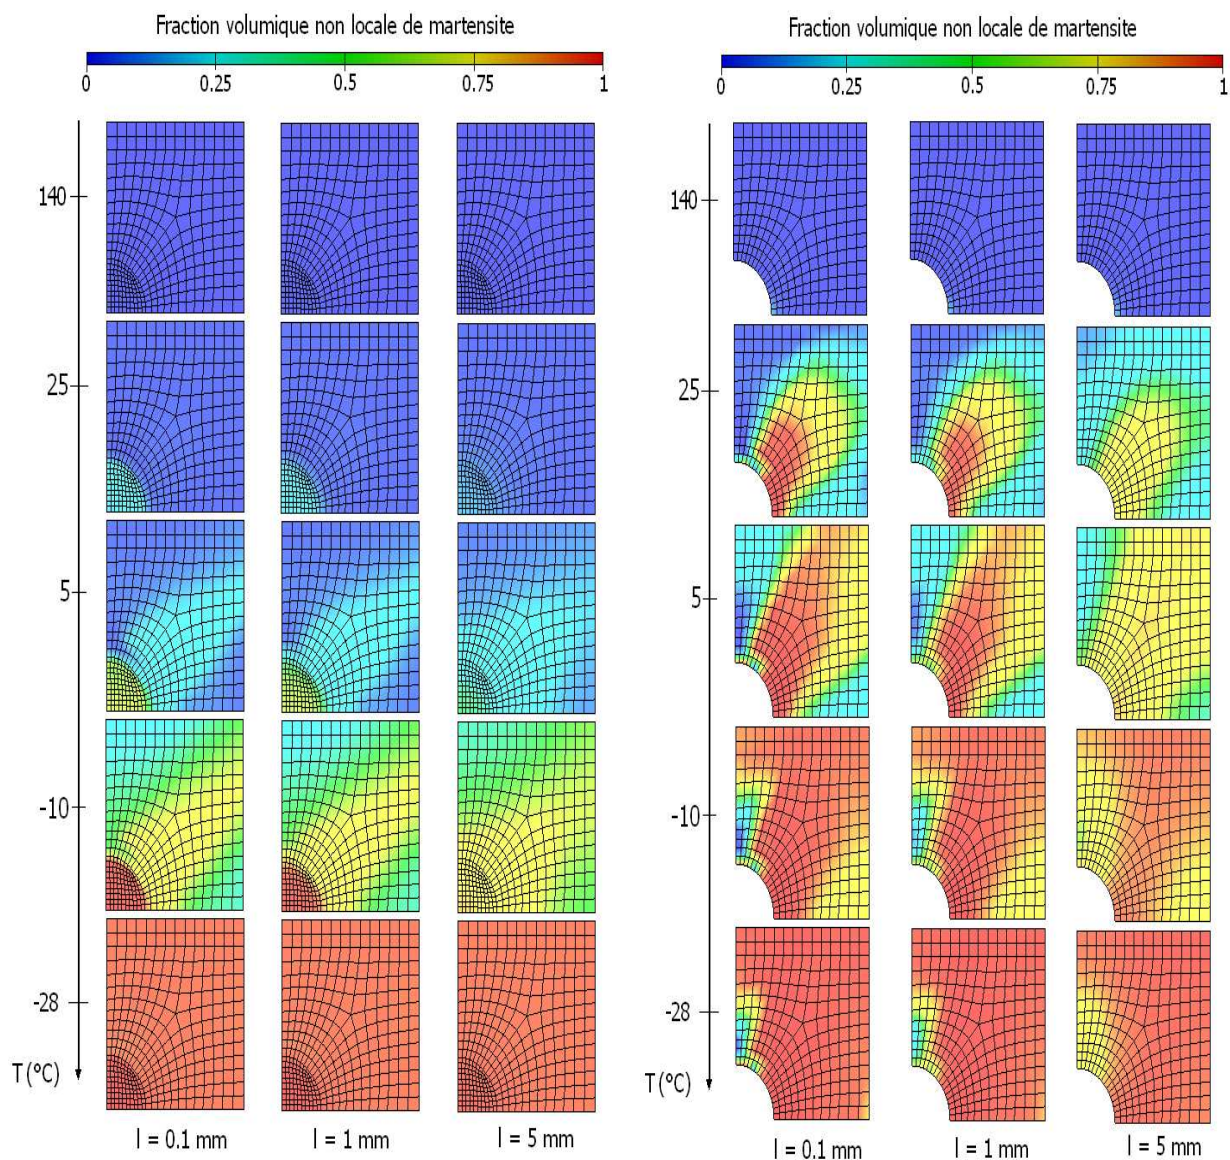 Fraction volumique non locale de martensite
0 0.25 0.5 0.75 1
140
25
5
-10
-28
T(°C)
l = 0.1 mm l = 1 mm l = 5 mm
Fraction volumique non locale de martensite
0 0.25 0.5 0.75 1
140
25
5
-10
-28
T(°C)
l = 0.1 mm l = 1 mm l = 5 mm